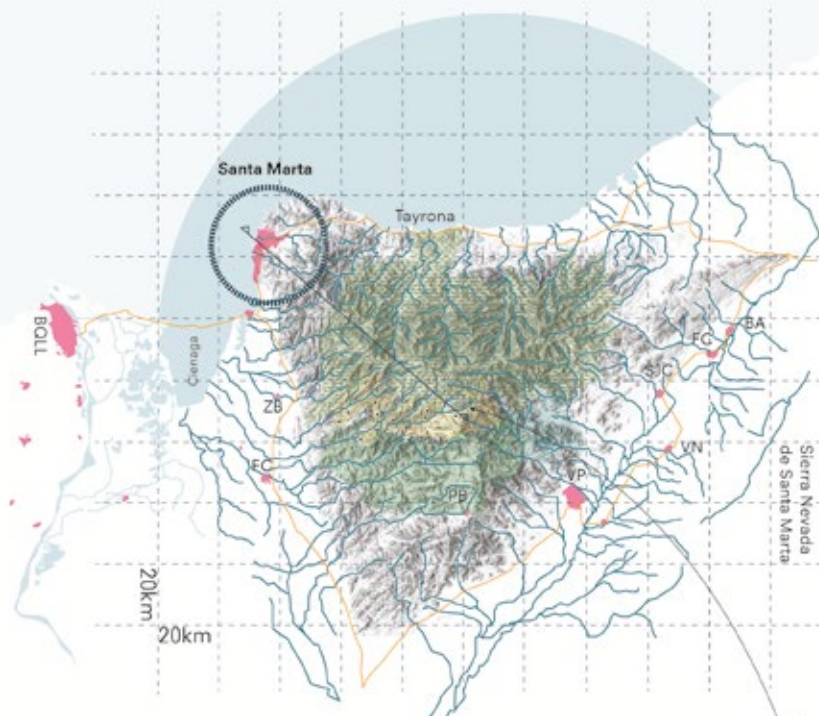 Santa Marta
Tayrona
BQLL
Cienega
BA
FC
SJC
ZB
VN
FC
VP
PB
Sierra Nevada
de Santa Marta
20km
20km